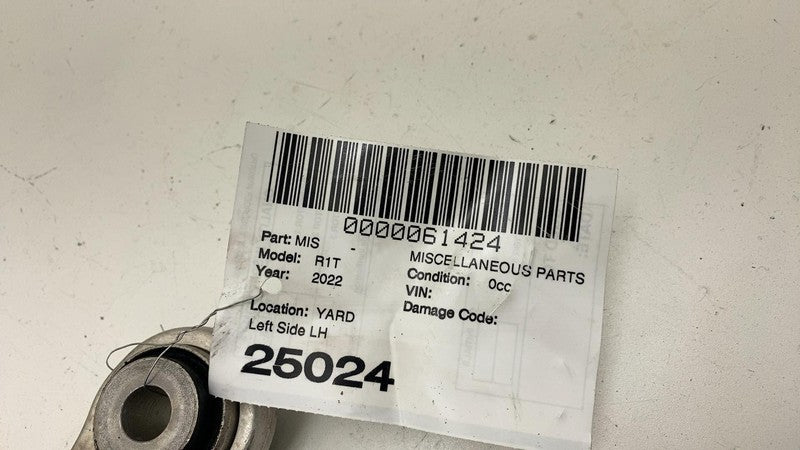 0000061424
Part: MIS - MISCELLANEOUS PARTS
Model: R1T Condition: 0cc
Year: 2022 VIN:
Damage Code:
Location: YARD
Left Side LH
25024